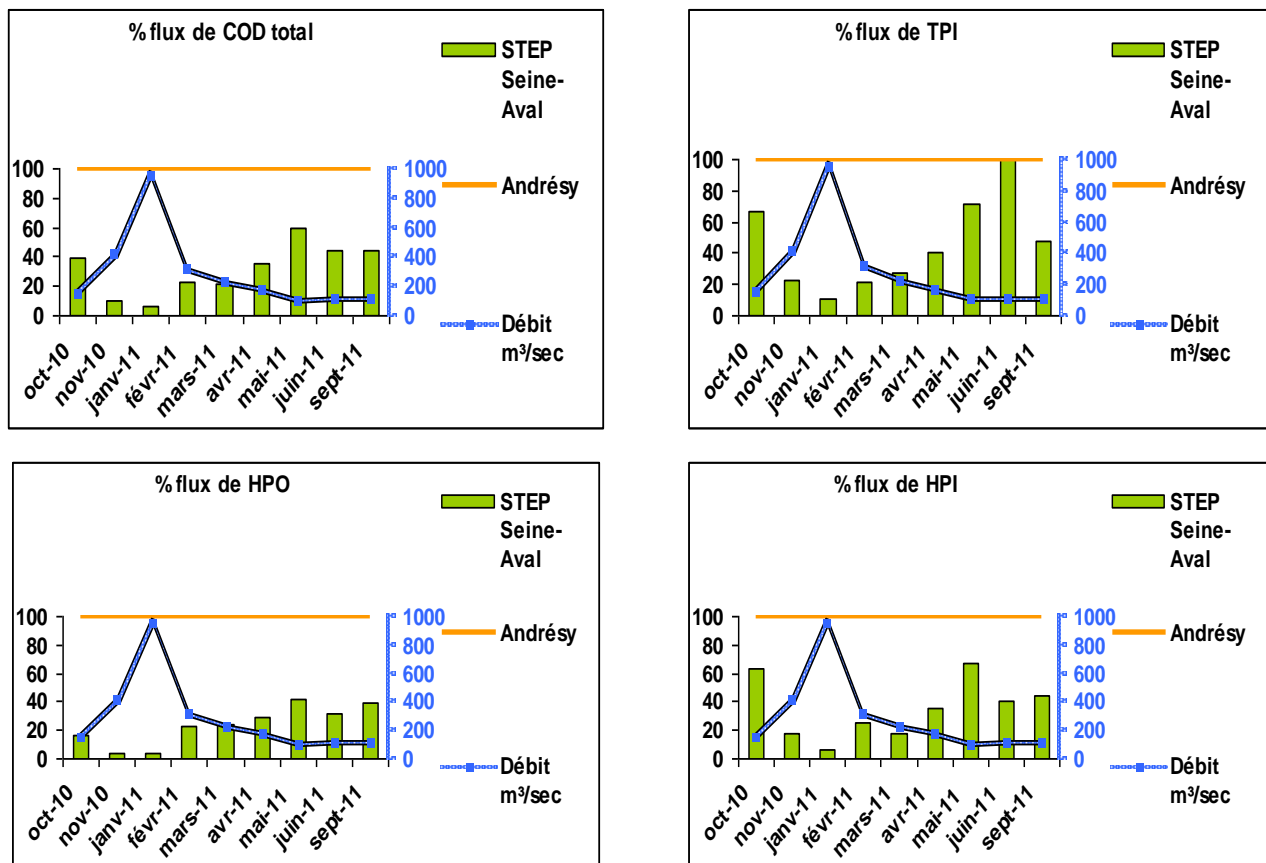 % flux de COD total
STEP
Seine-
Aval
100
80
60
40
20
0
1000
800
600
400
200
0
Andrésy
Débit
m³/sec
oct-10
nov-10
janv-11
févr-11
mars-11
avr-11
mai-11
juin-11
sept-11
% flux de TPI
STEP
Seine-
Aval
100
80
60
40
20
0
1000
800
600
400
200
0
Andrésy
Débit
m³/sec
oct-10
nov-10
janv-11
févr-11
mars-11
avr-11
mai-11
juin-11
sept-11
% flux de HPO
STEP
Seine-
Aval
100
80
60
40
20
0
1000
800
600
400
200
0
Andrésy
Débit
m³/sec
oct-10
nov-10
janv-11
févr-11
mars-11
avr-11
mai-11
juin-11
sept-11
% flux de HPI
STEP
Seine-
Aval
100
80
60
40
20
0
1000
800
600
400
200
0
Andrésy
Débit
m³/sec
oct-10
nov-10
janv-11
févr-11
mars-11
avr-11
mai-11
juin-11
sept-11